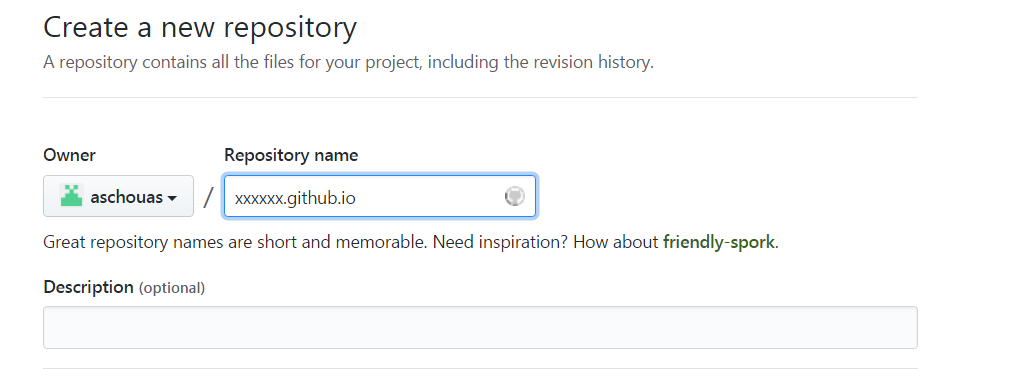 Create a new repository
A repository contains all the files for your project, including the revision history.
Owner Repository name
aschouas / xxxxxx.github.io
Great repository names are short and memorable. Need inspiration? How about friendly-spork.
Description (optional)